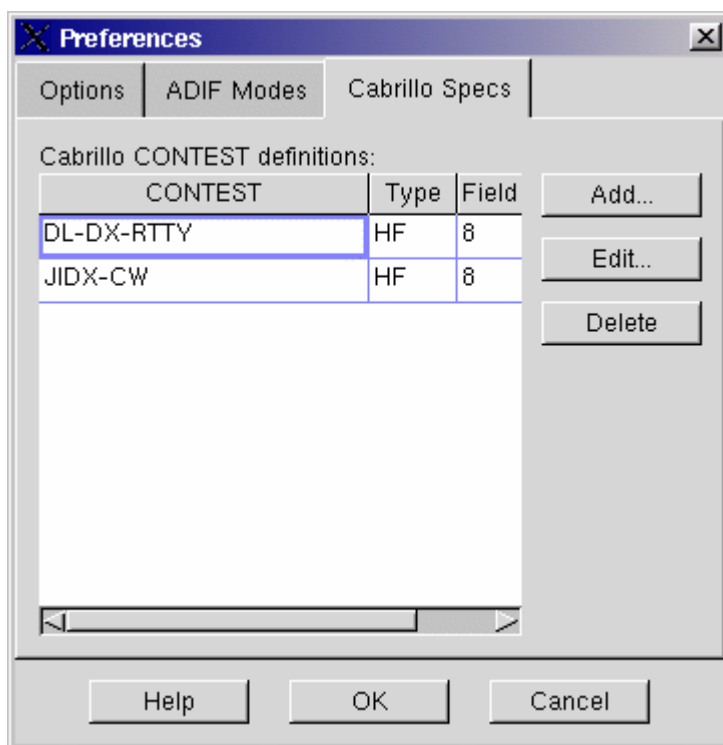 Preferences
Options ADIF Modes Cabrillo Specs
Cabrillo CONTEST definitions:
CONTEST Type Field Add...
DL-DX-RTTY HF 8
Edit...
JIDX-CW HF 8
Delete
Help OK Cancel